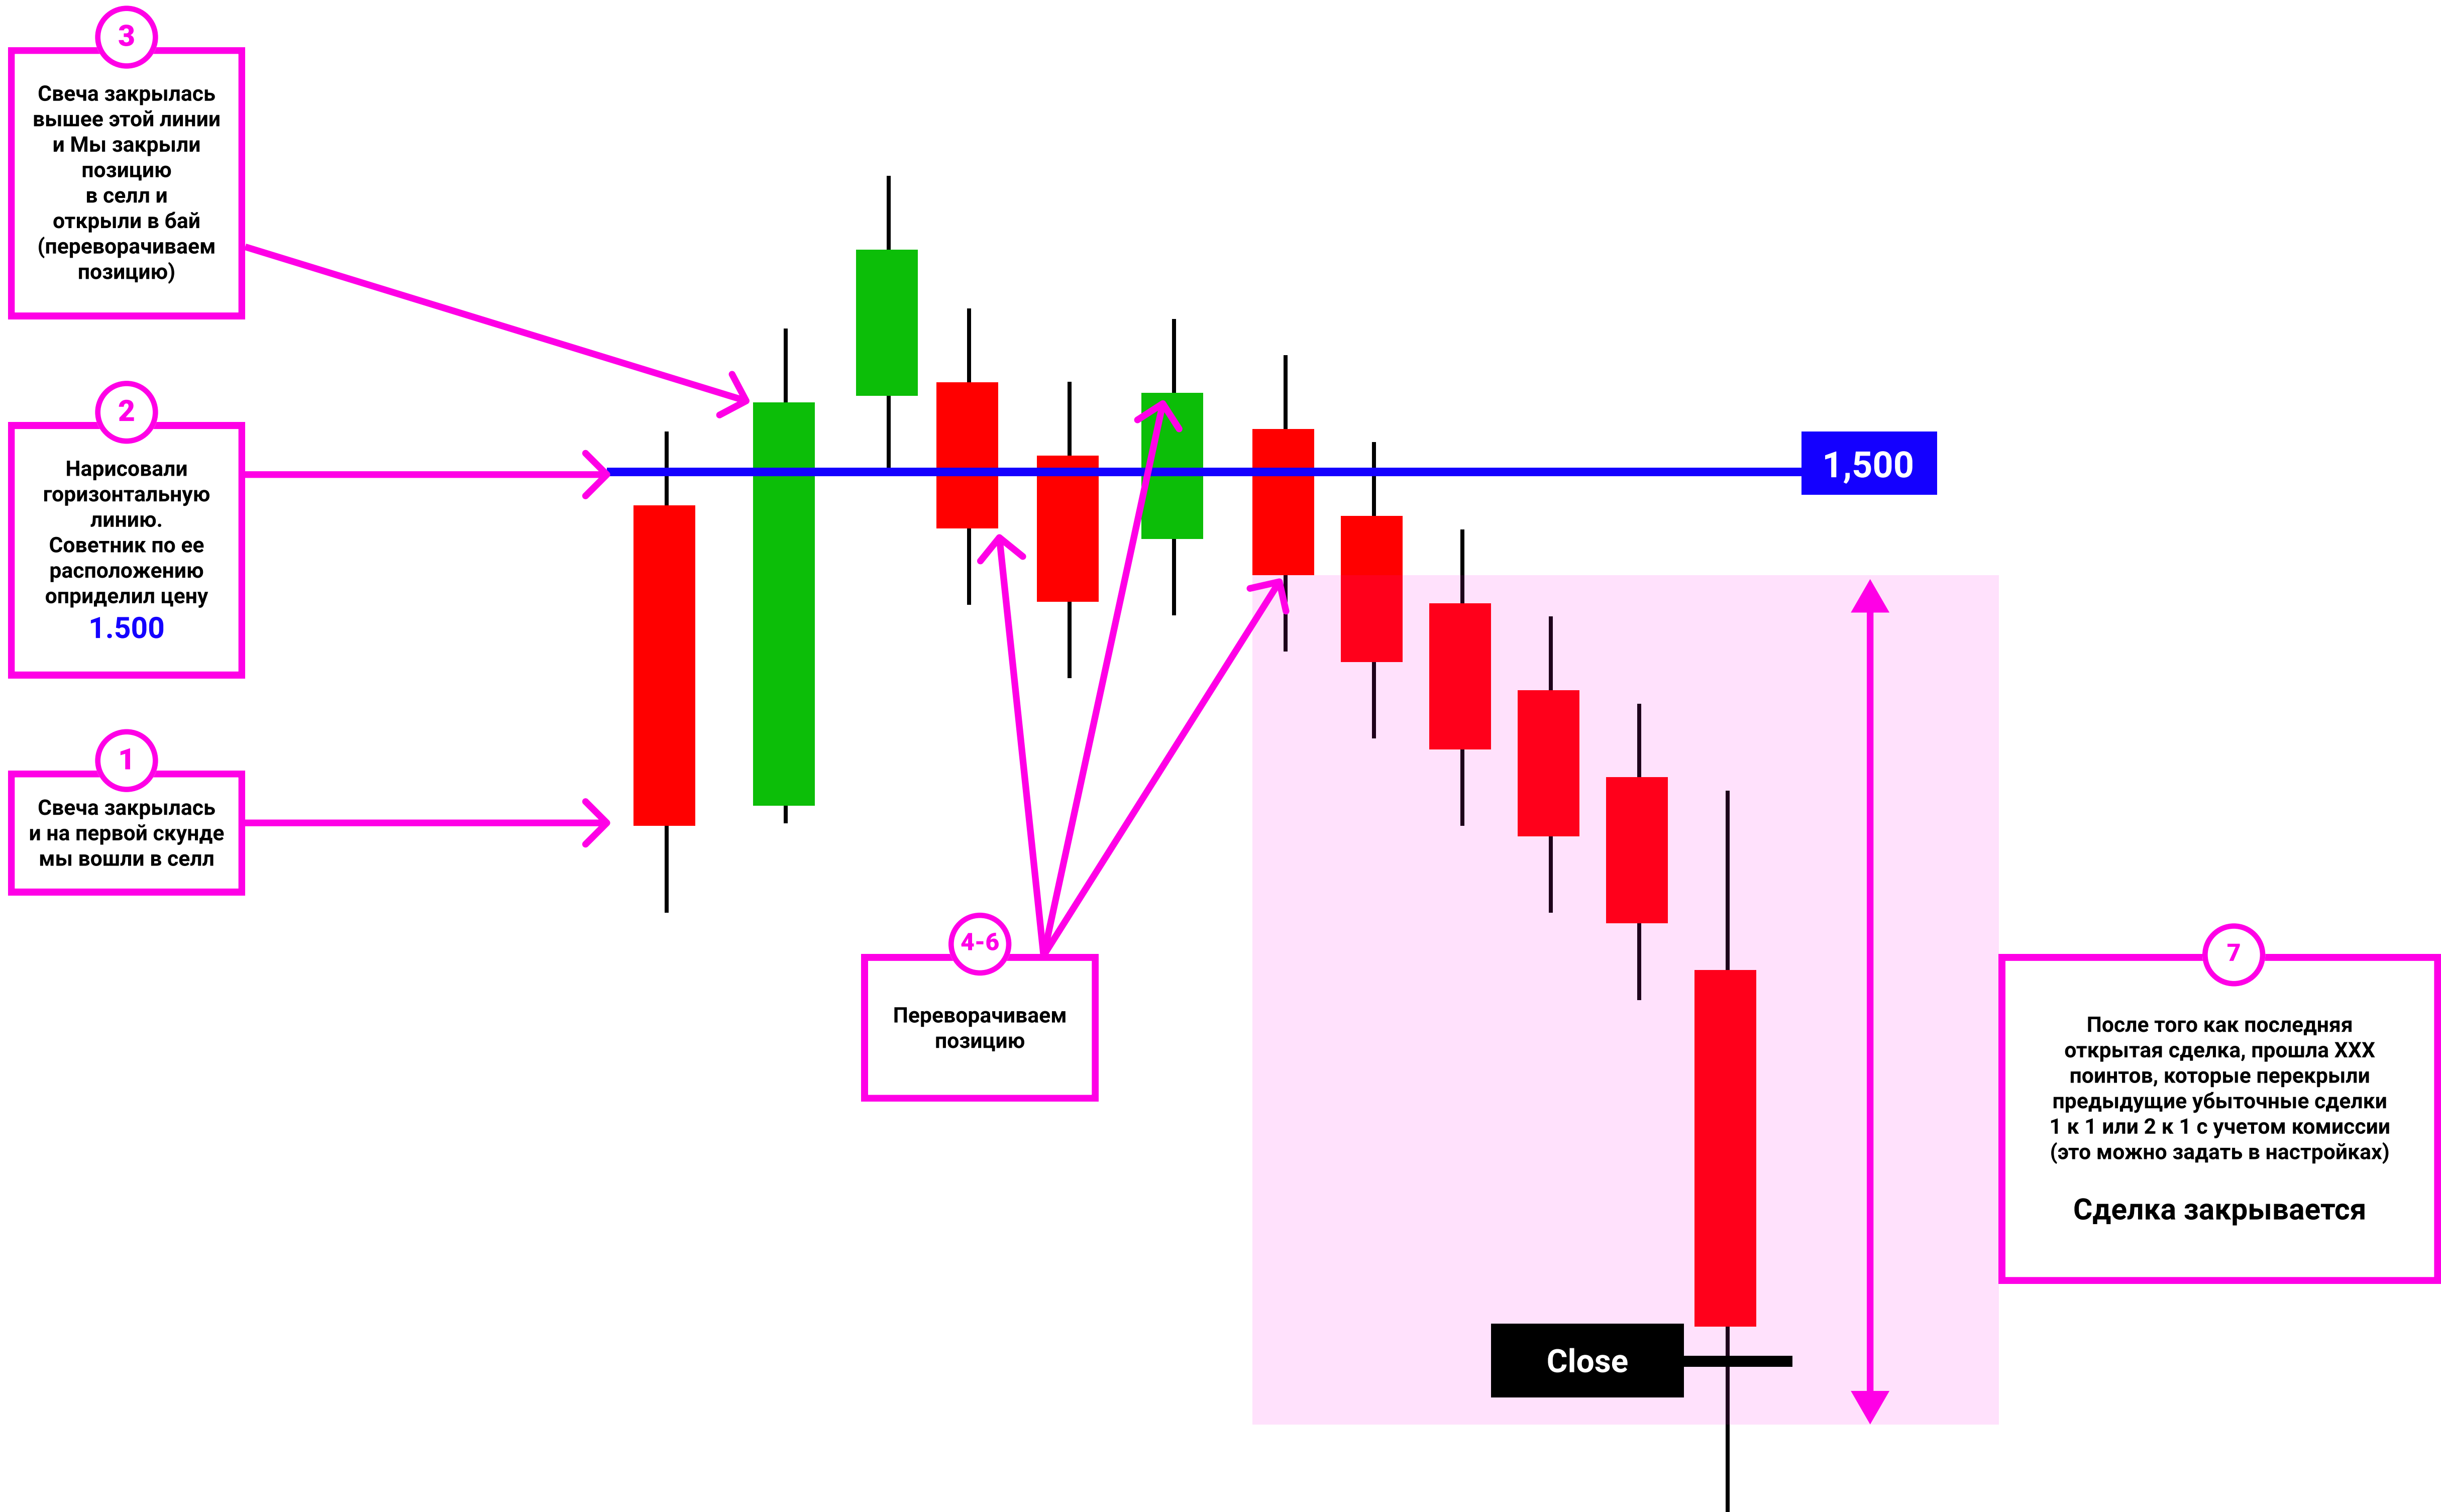 3
Свеча закрылась
вышее этой линии
и Мы закрыли
позицию
в селл и
открыли в бай
(переворачиваем
позицию)
2
Нарисовали
горизонтальную
линию.
Советник по ее
расположению
оприделил цену
1.500
1
Свеча закрылась
и на первой скунде
мы вошли в селл
1,500
4-6
Переворачиваем
позицию
7
После того как последняя
открытая сделка, прошла XXX
поинтов, которые перекрыли
предыдущие убыточные сделки
1 к 1 или 2 к 1 с учетом комиссии
(это можно задать в настройках)
Сделка закрывается
Close